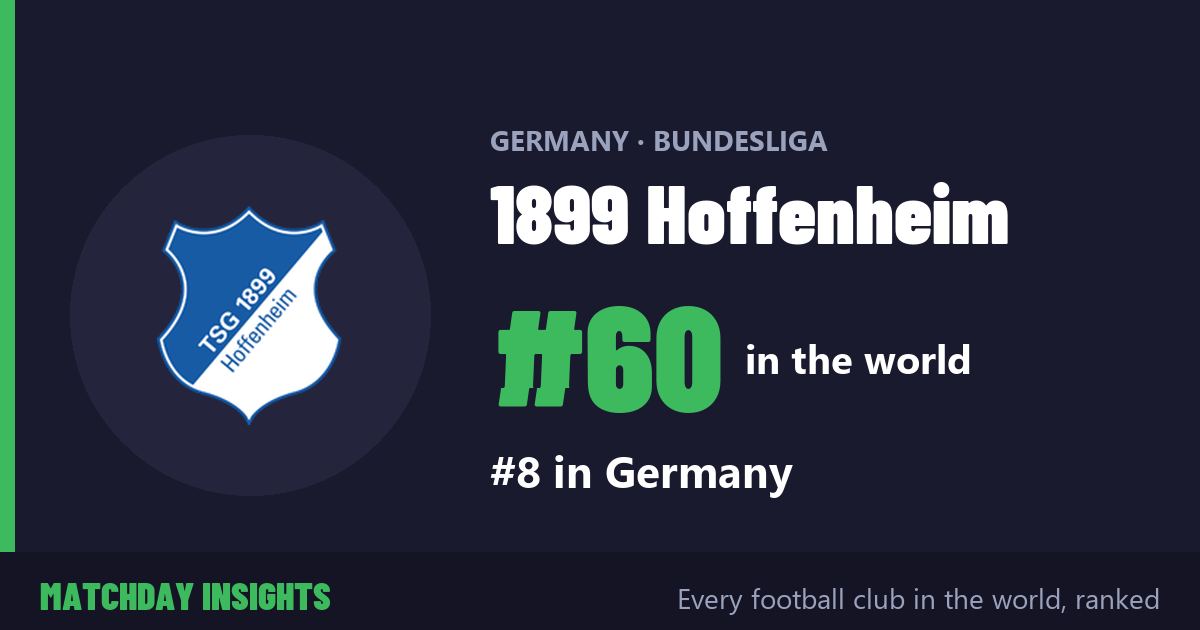 GERMANY · BUNDESLIGA
1899 Hoffenheim
TSG 1899
Hoffenheim
#60 in the world
#8 in Germany
MATCHDAY INSIGHTS
Every football club in the world, ranked